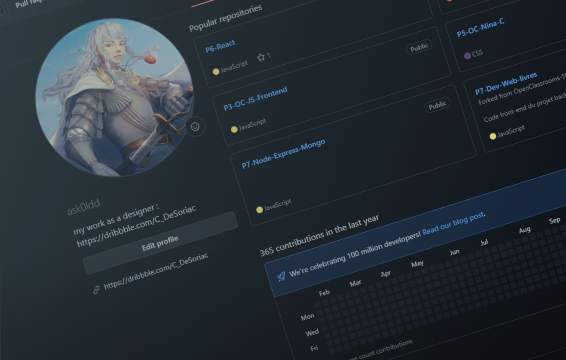 Pull req
Popular repositories
P6-React
JavaScript
1
Public
P5-OC-Nina-C
CSS
P3-OC-JS-Frontend
JavaScript
Public
P7-Dev-Web-livres
Forked from OpenClassrooms-S
Code front-end du projet back
JavaScript
P7-Node-Express-Mongo
JavaScript
ask0ldd
my work as a designer :
https://dribbble.com/C_DeSoriac
Edit profile
https://dribbble.com/C_DeSoriac
365 contributions in the last year
We're celebrating 100 million developers! Read our blog post.
Feb Mar Apr May Jun Jul Aug Sep
Mon
Wed
Fri
count contributions